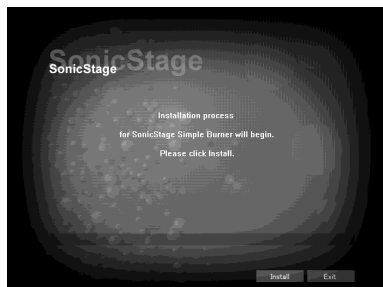 SonicStage
SonicStage
Installation process
for SonicStage Simple Burner will begin.
Please click Install.
Install
Exit